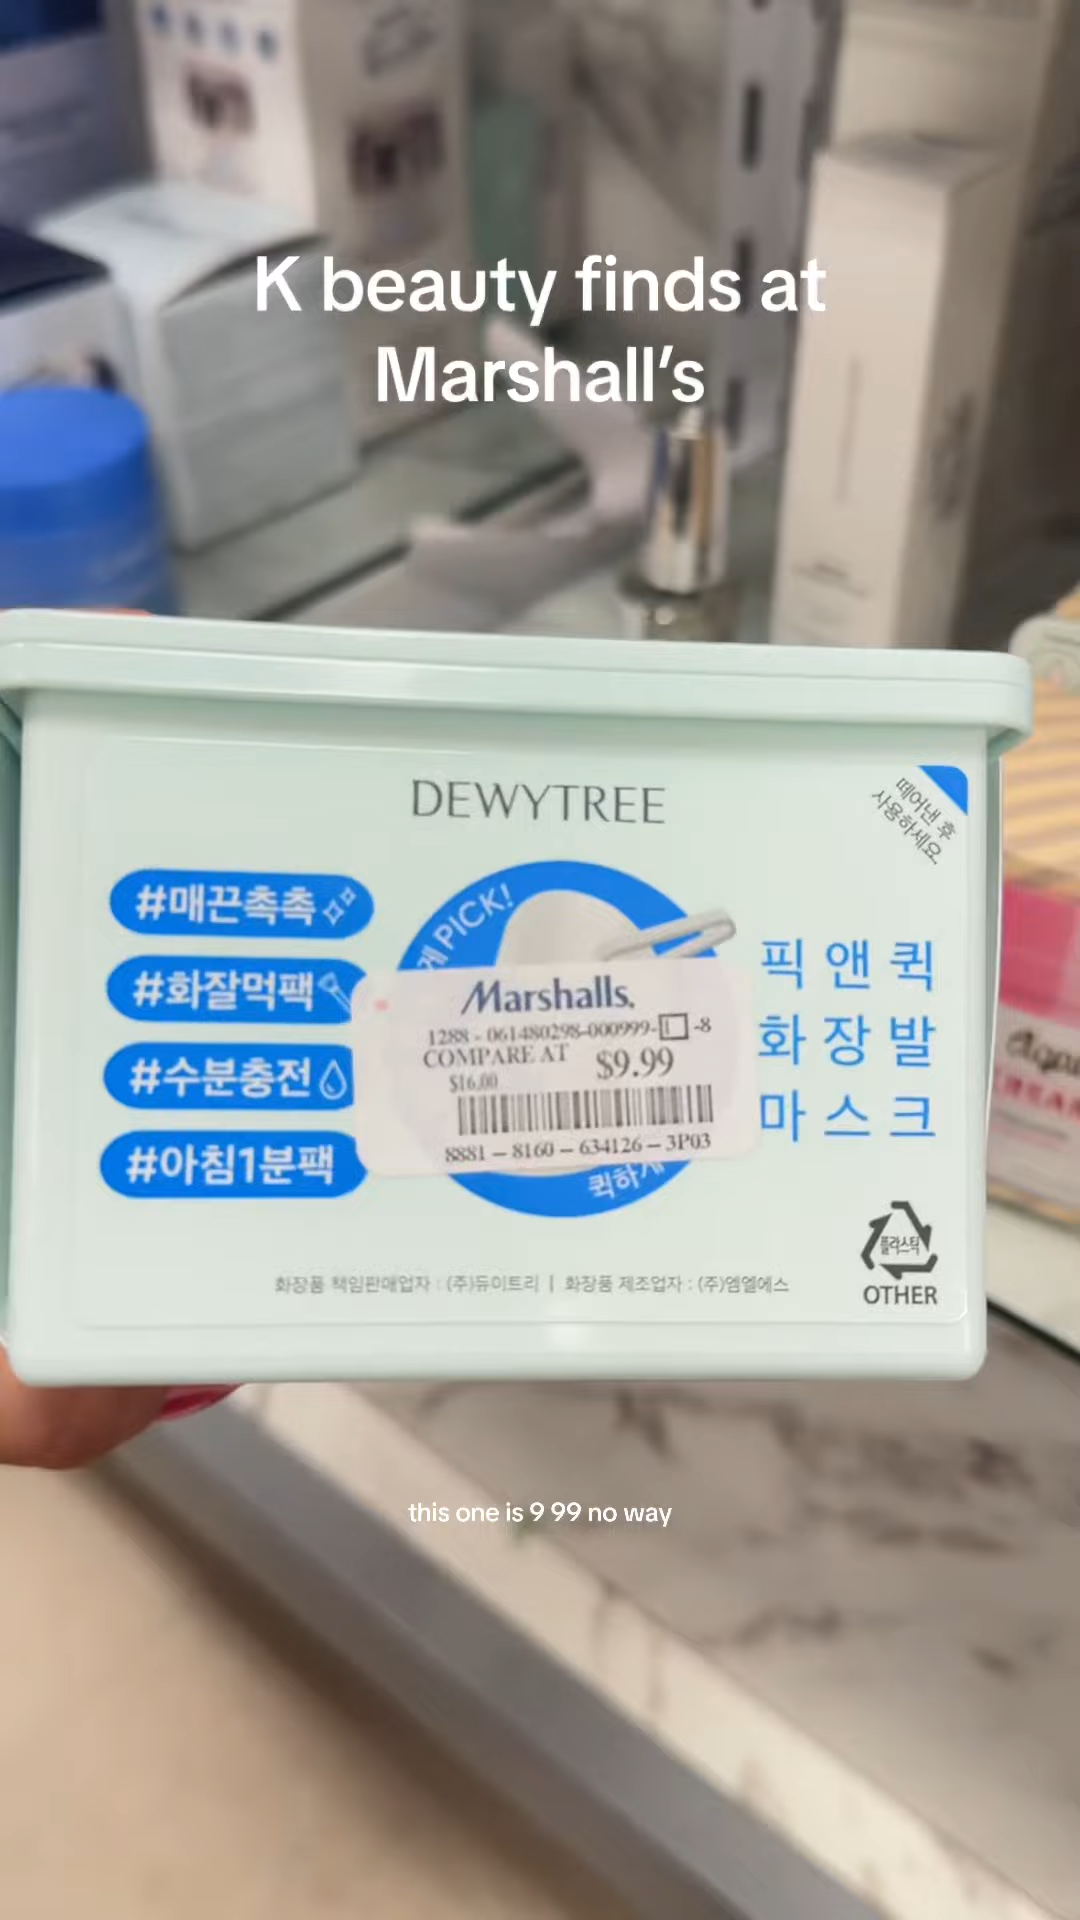 K beauty finds at
Marshall's
DEWYTREE
떼어낸 후
사용하세요.
#매끈촉촉
#화잘먹팩
#수분충전
#아침1분팩
PICK!
픽앤퀵
화장발
마스크
Marshalls.
1288 - 061480298-000999- -8
COMPARE AT $9.99
$16.00
8881 – 8160 – 634126 – 3P03
퀵하게
화장품 책임판매업자 : (주)듀이트리 | 화장품 제조업자 : (주)엠엘에스
플라스틱
OTHER
this one is 9 99 no way